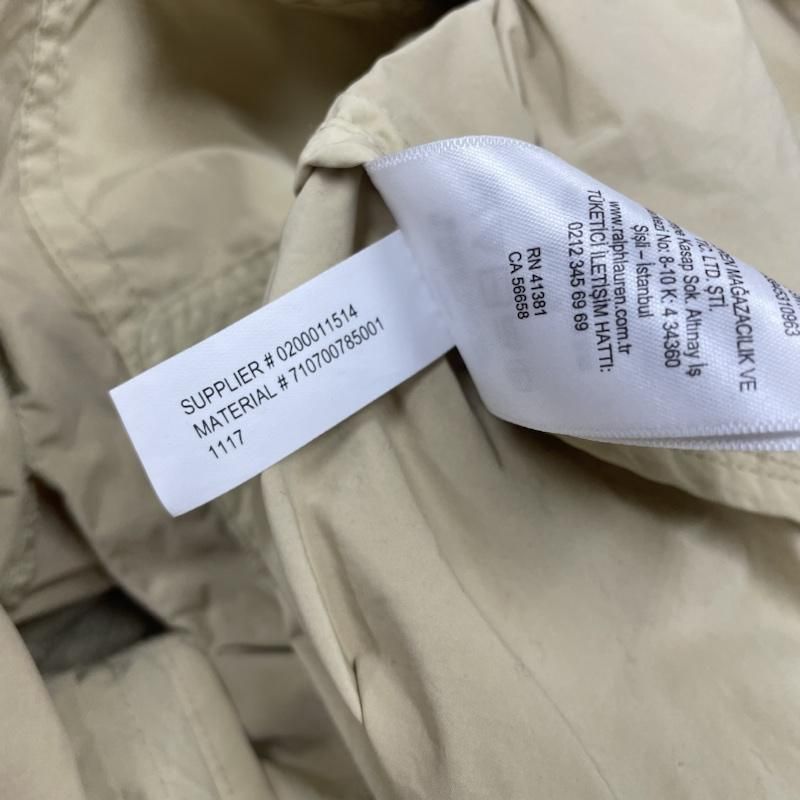 SUPPLIER # 0200011514
MATERIAL # 710700785001
1117
MAĞAZACILIK VE
LTD. ŞTİ.
Kasap Sok. Altınay İş
No: 8-10 K: 4 34360
Şişli – İstanbul
www.ralphlauren.com.tr
TÜKETİCİ İLETİŞİM HATTI:
0212 345 69 69
RN 41381
CA 56658